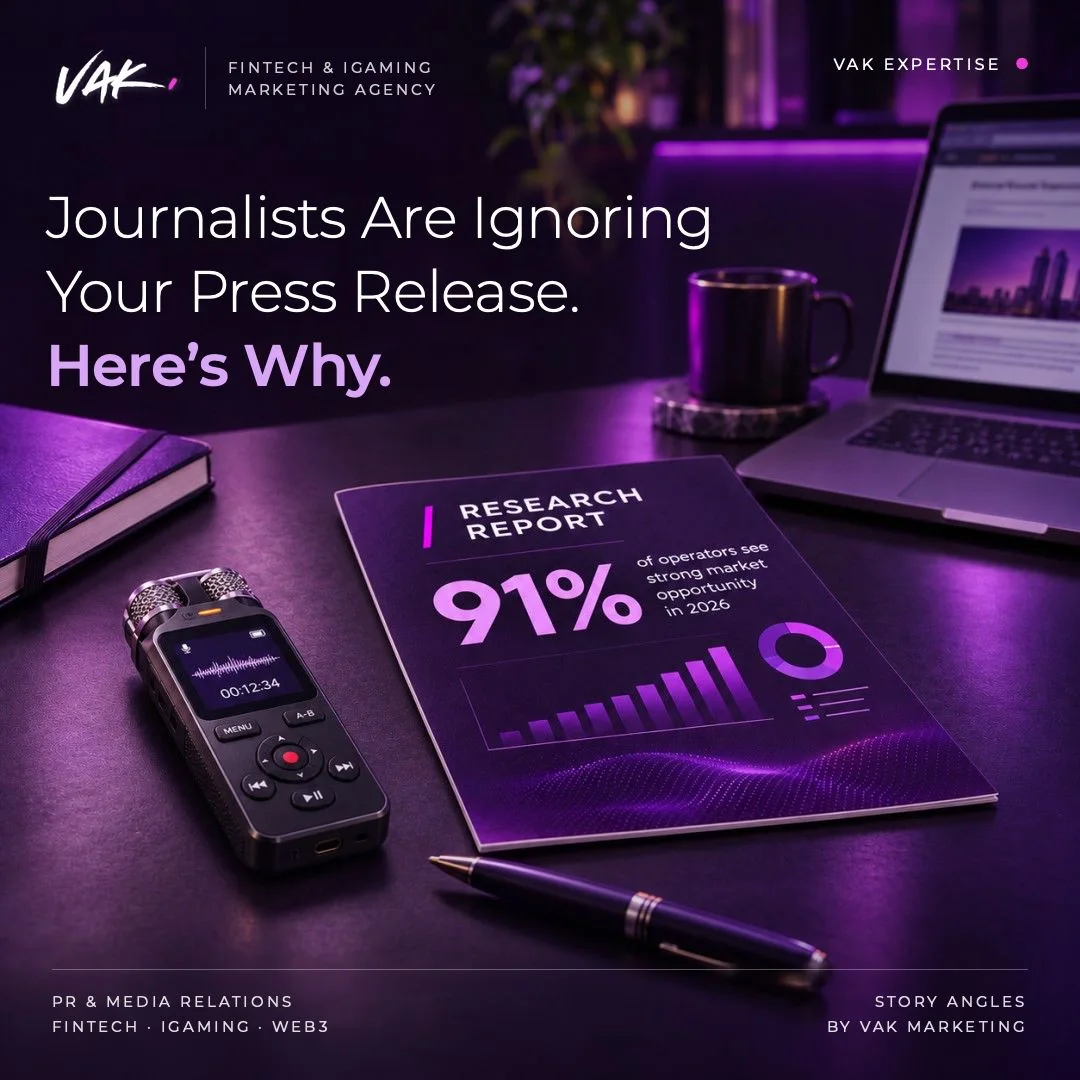 VAK
FINTECH & IGAMING
MARKETING AGENCY
VAK EXPERTISE
Journalists Are Ignoring
Your Press Release.
Here's Why.
RESEARCH
REPORT
91%
of operators see
strong market
opportunity
in 2026
00:12:34
MENU
A-B
PR & MEDIA RELATIONS
FINTECH · IGAMING · WEB3
STORY ANGLES
BY VAK MARKETING